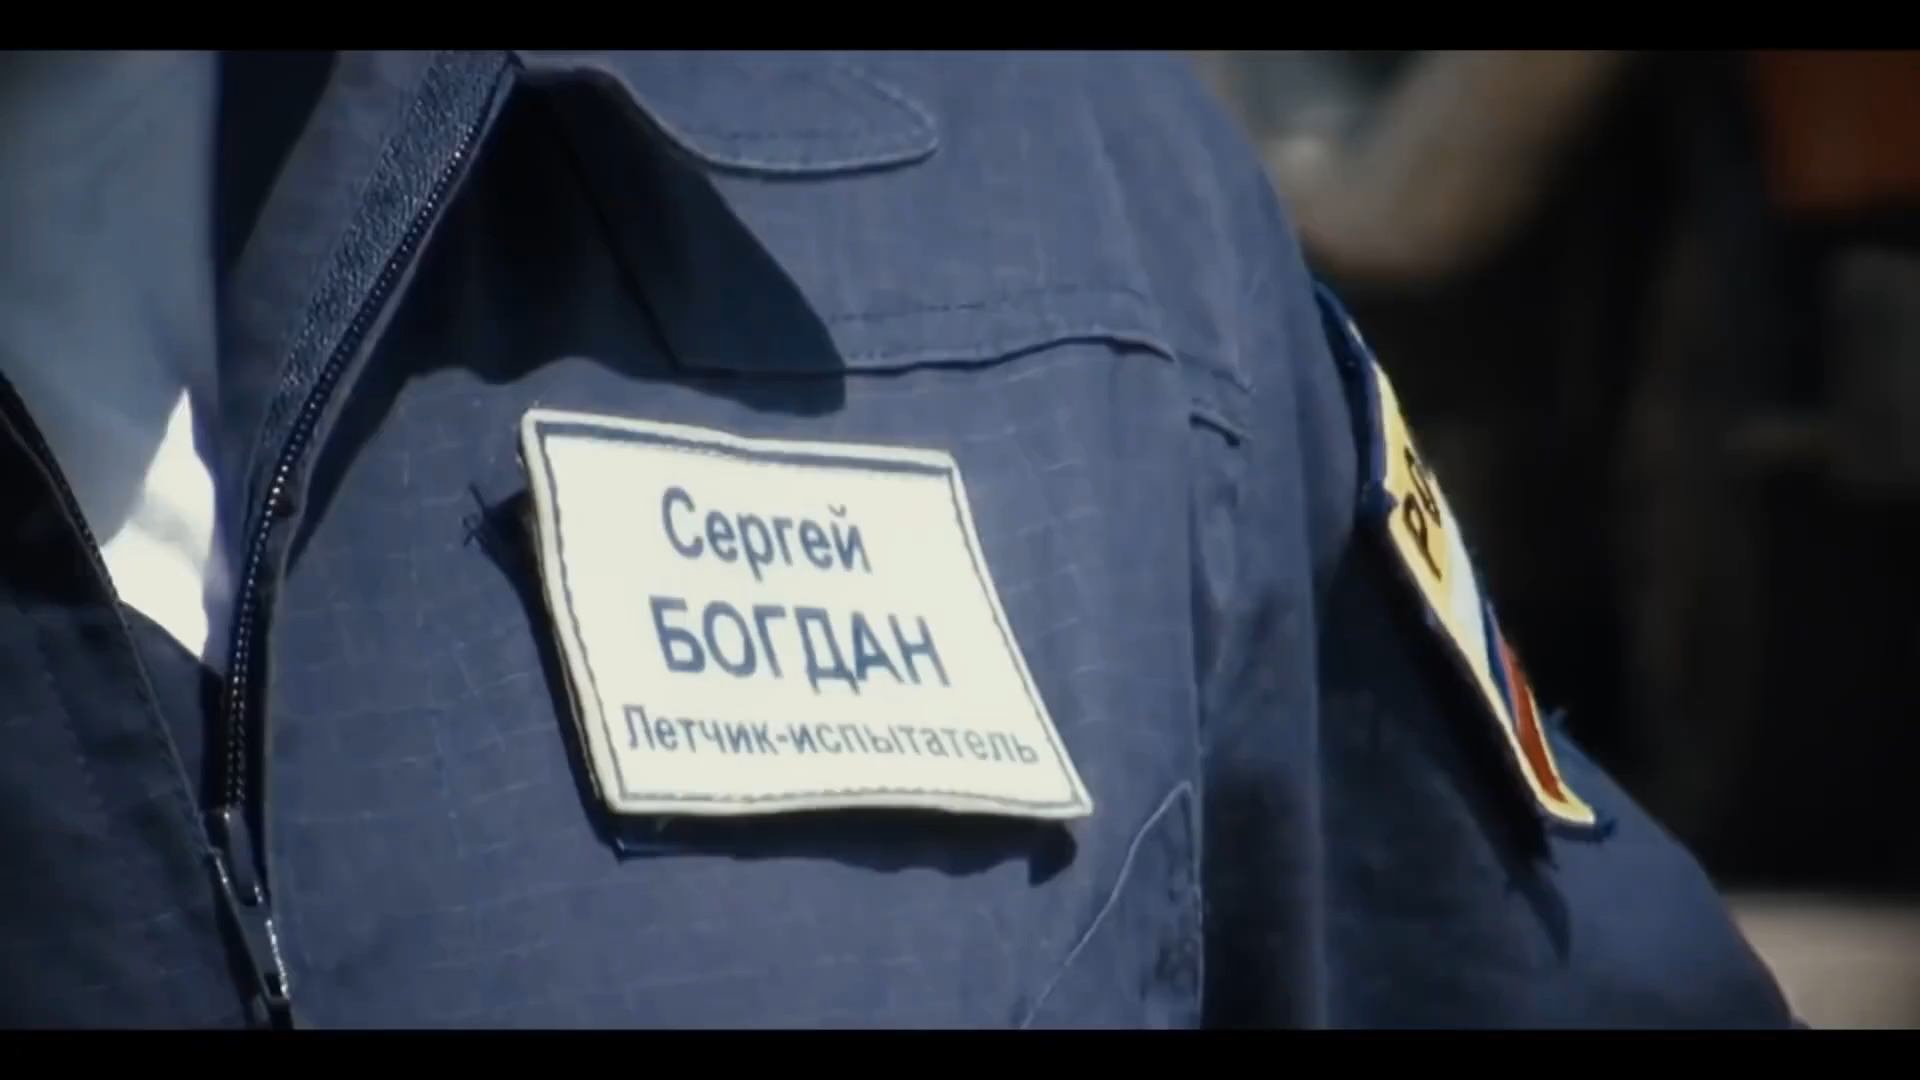 Сергей
БОГДАН
Летчик-испытатель